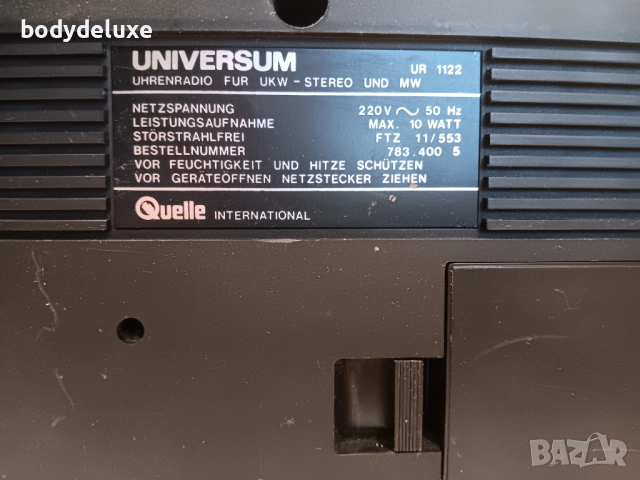 bodydeluxe
UNIVERSUM UR 1122
UHRENRADIO FUR UKW - STEREO UND MW
NETZSPANNUNG 220 V ~ 50 Hz
LEISTUNGSAUFNAHME MAX. 10 WATT
STÖRSTRAHLFREI FTZ 11/553
BESTELLNUMMER 783.400 5
VOR FEUCHTIGKEIT UND HITZE SCHÜTZEN
VOR GERÄTEÖFFNEN NETZSTECKER ZIEHEN
Quelle INTERNATIONAL
BAZAR